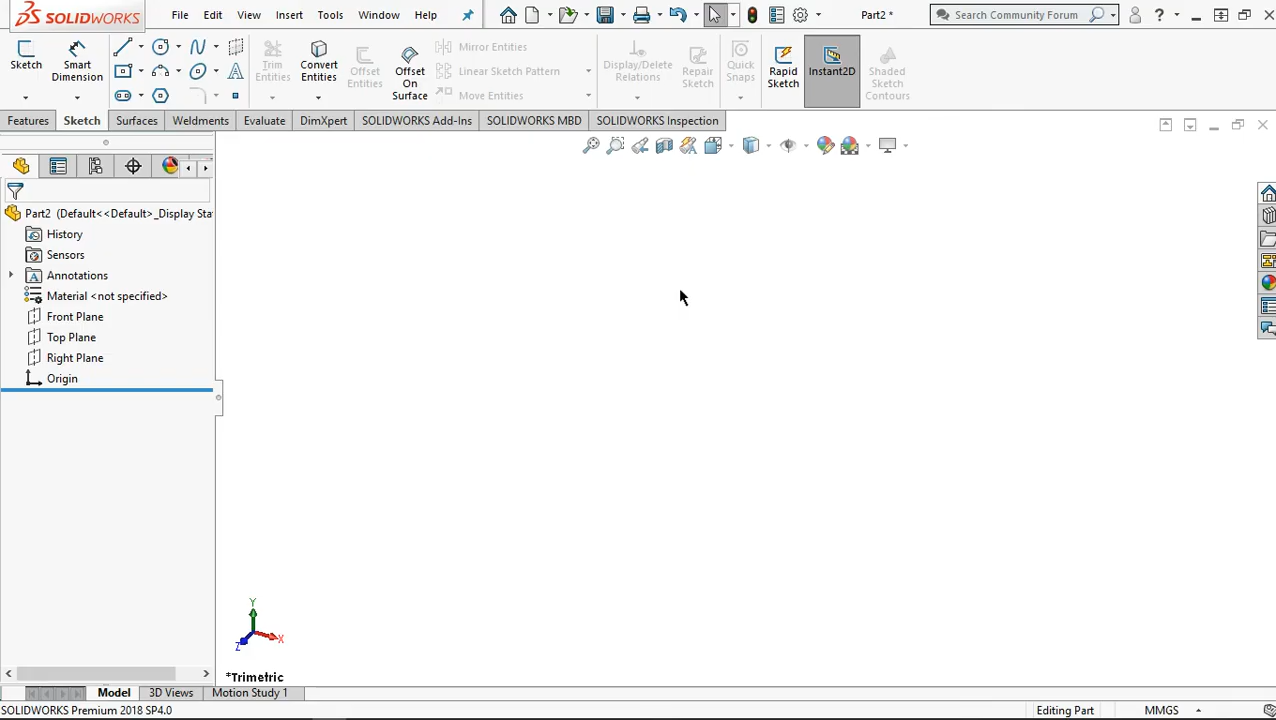 SOLIDWORKS
File Edit View Insert Tools Window Help
Part2 *
Search Community Forum
?
Sketch
Smart Dimension
Trim Entities
Convert Entities
Offset Entities
Offset On Surface
Mirror Entities
Linear Sketch Pattern
Move Entities
Display/Delete Relations
Repair Sketch
Quick Snaps
Rapid Sketch
Instant2D
Shaded Sketch Contours
Features Sketch Surfaces Weldments Evaluate DimXpert SOLIDWORKS Add-Ins SOLIDWORKS MBD SOLIDWORKS Inspection
Part2 (Default<<Default>_Display Sta
History
Sensors
Annotations
Material <not specified>
Front Plane
Top Plane
Right Plane
Origin
Y
Z
X
*Trimetric
Model 3D Views Motion Study 1
SOLIDWORKS Premium 2018 SP4.0
Editing Part
MMGS